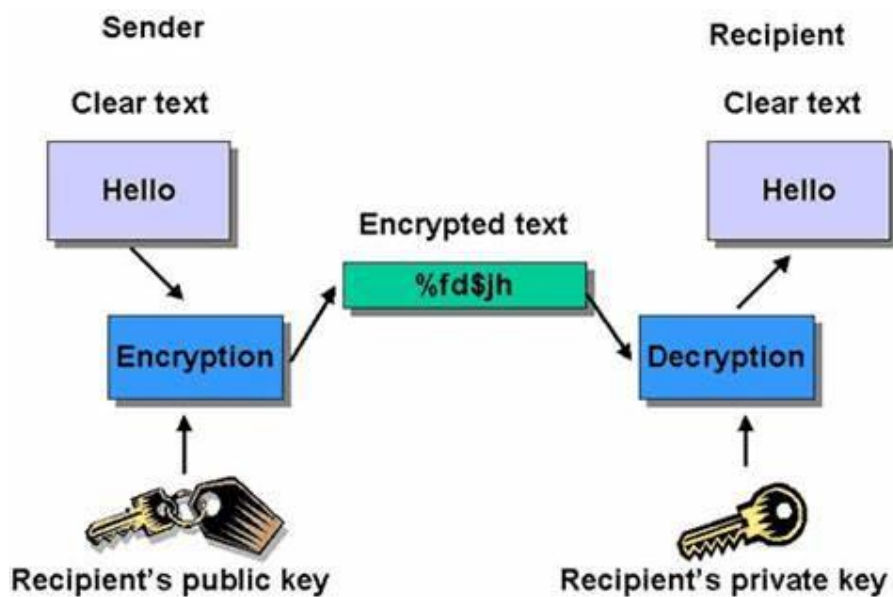 Sender
Recipient
Clear text
Clear text
Hello
Hello
Encrypted text
%fd$jh
Encryption
Decryption
Recipient's public key
Recipient's private key